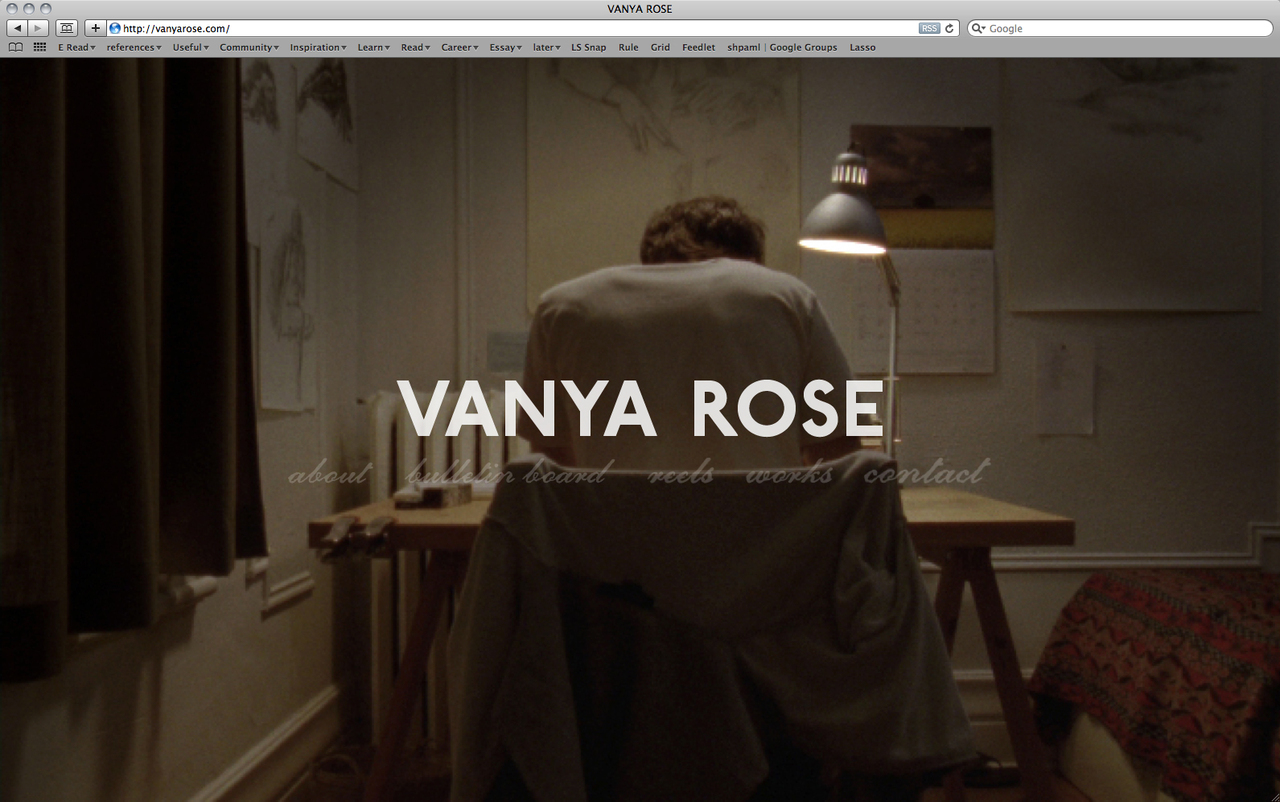 VANYA ROSE
http://vanyarose.com/ RSS Google
E Read references Useful Community Inspiration Learn Read Career Essay later LS Snap Rule Grid Feedlet shpaml | Google Groups Lasso
VANYA ROSE
about bulletin board reels works contact